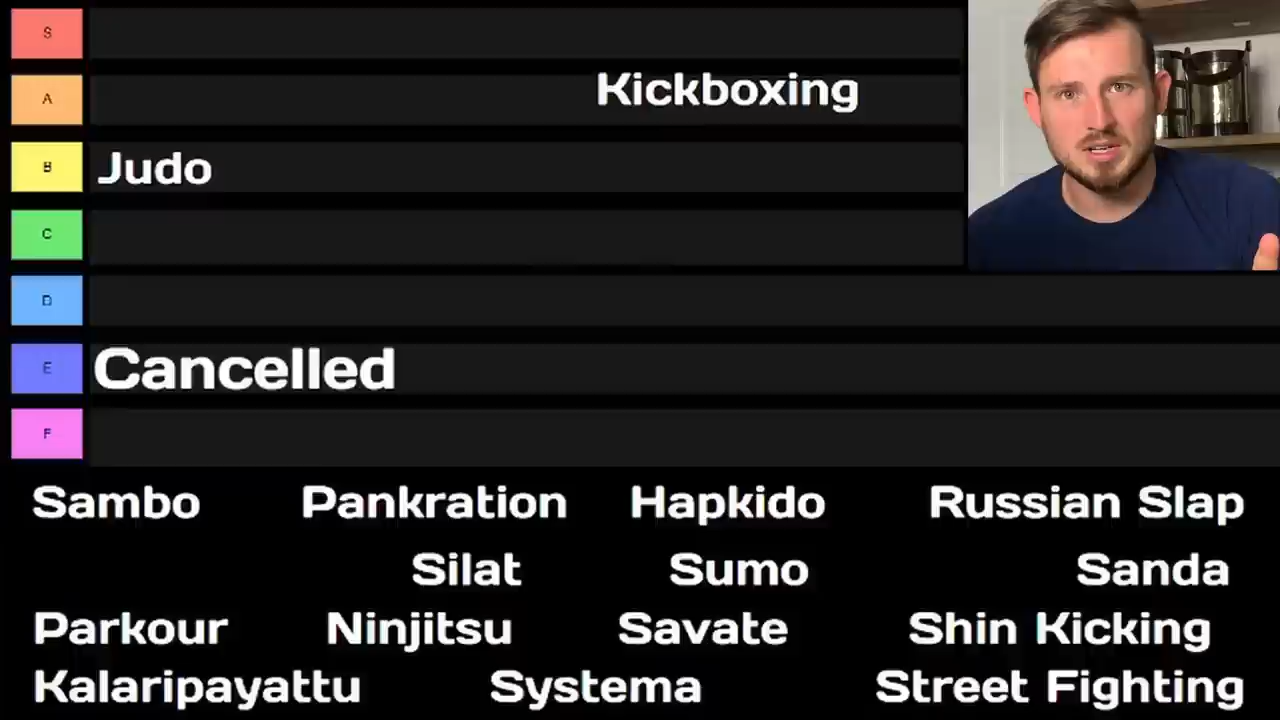 S
A Kickboxing
B Judo
C
D
E Cancelled
F
Sambo Pankration Hapkido Russian Slap
Silat Sumo Sanda
Parkour Ninjitsu Savate Shin Kicking
Kalaripayattu Systema Street Fighting